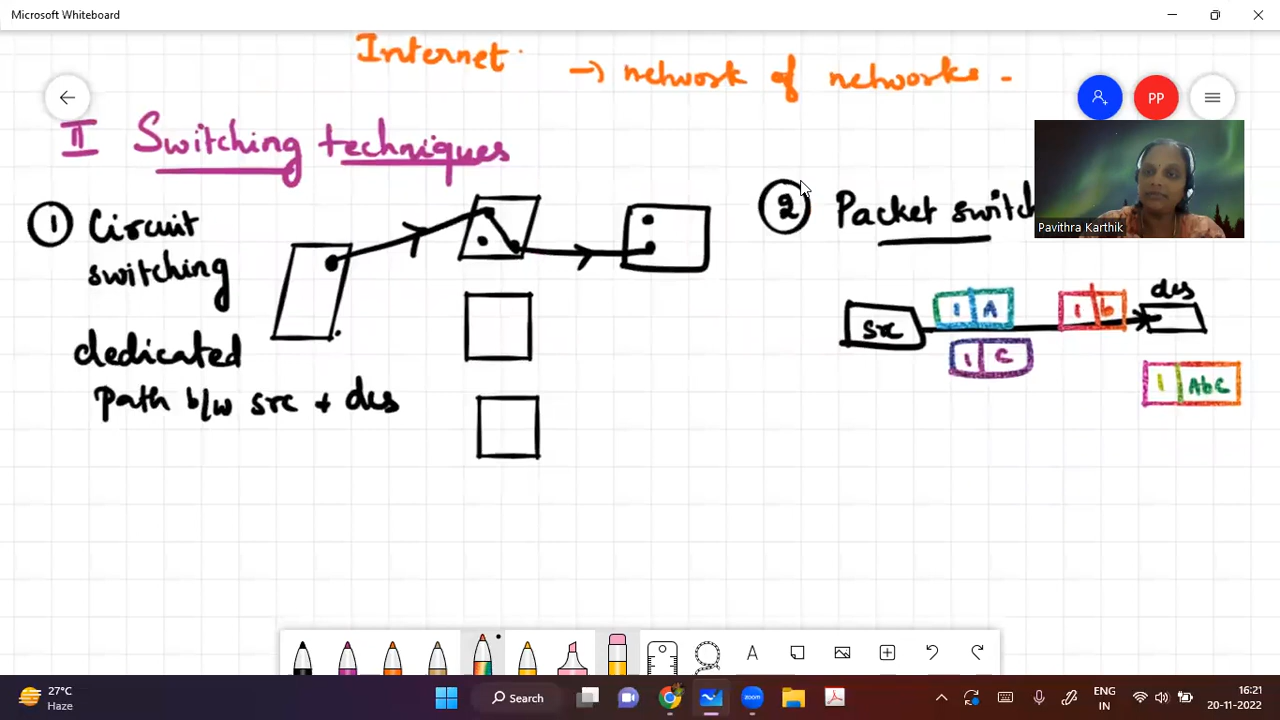 Microsoft Whiteboard
Internet
→ network of networks
II Switching techniques
PP
Pavithra Karthik
① Circuit
switching
dedicated
Path b/w src + des
② Packet switch
des
src
1 A
1 b
1 C
1 AbC
A
27°C
Haze
Search
ENG
IN
16:21
20-11-2022